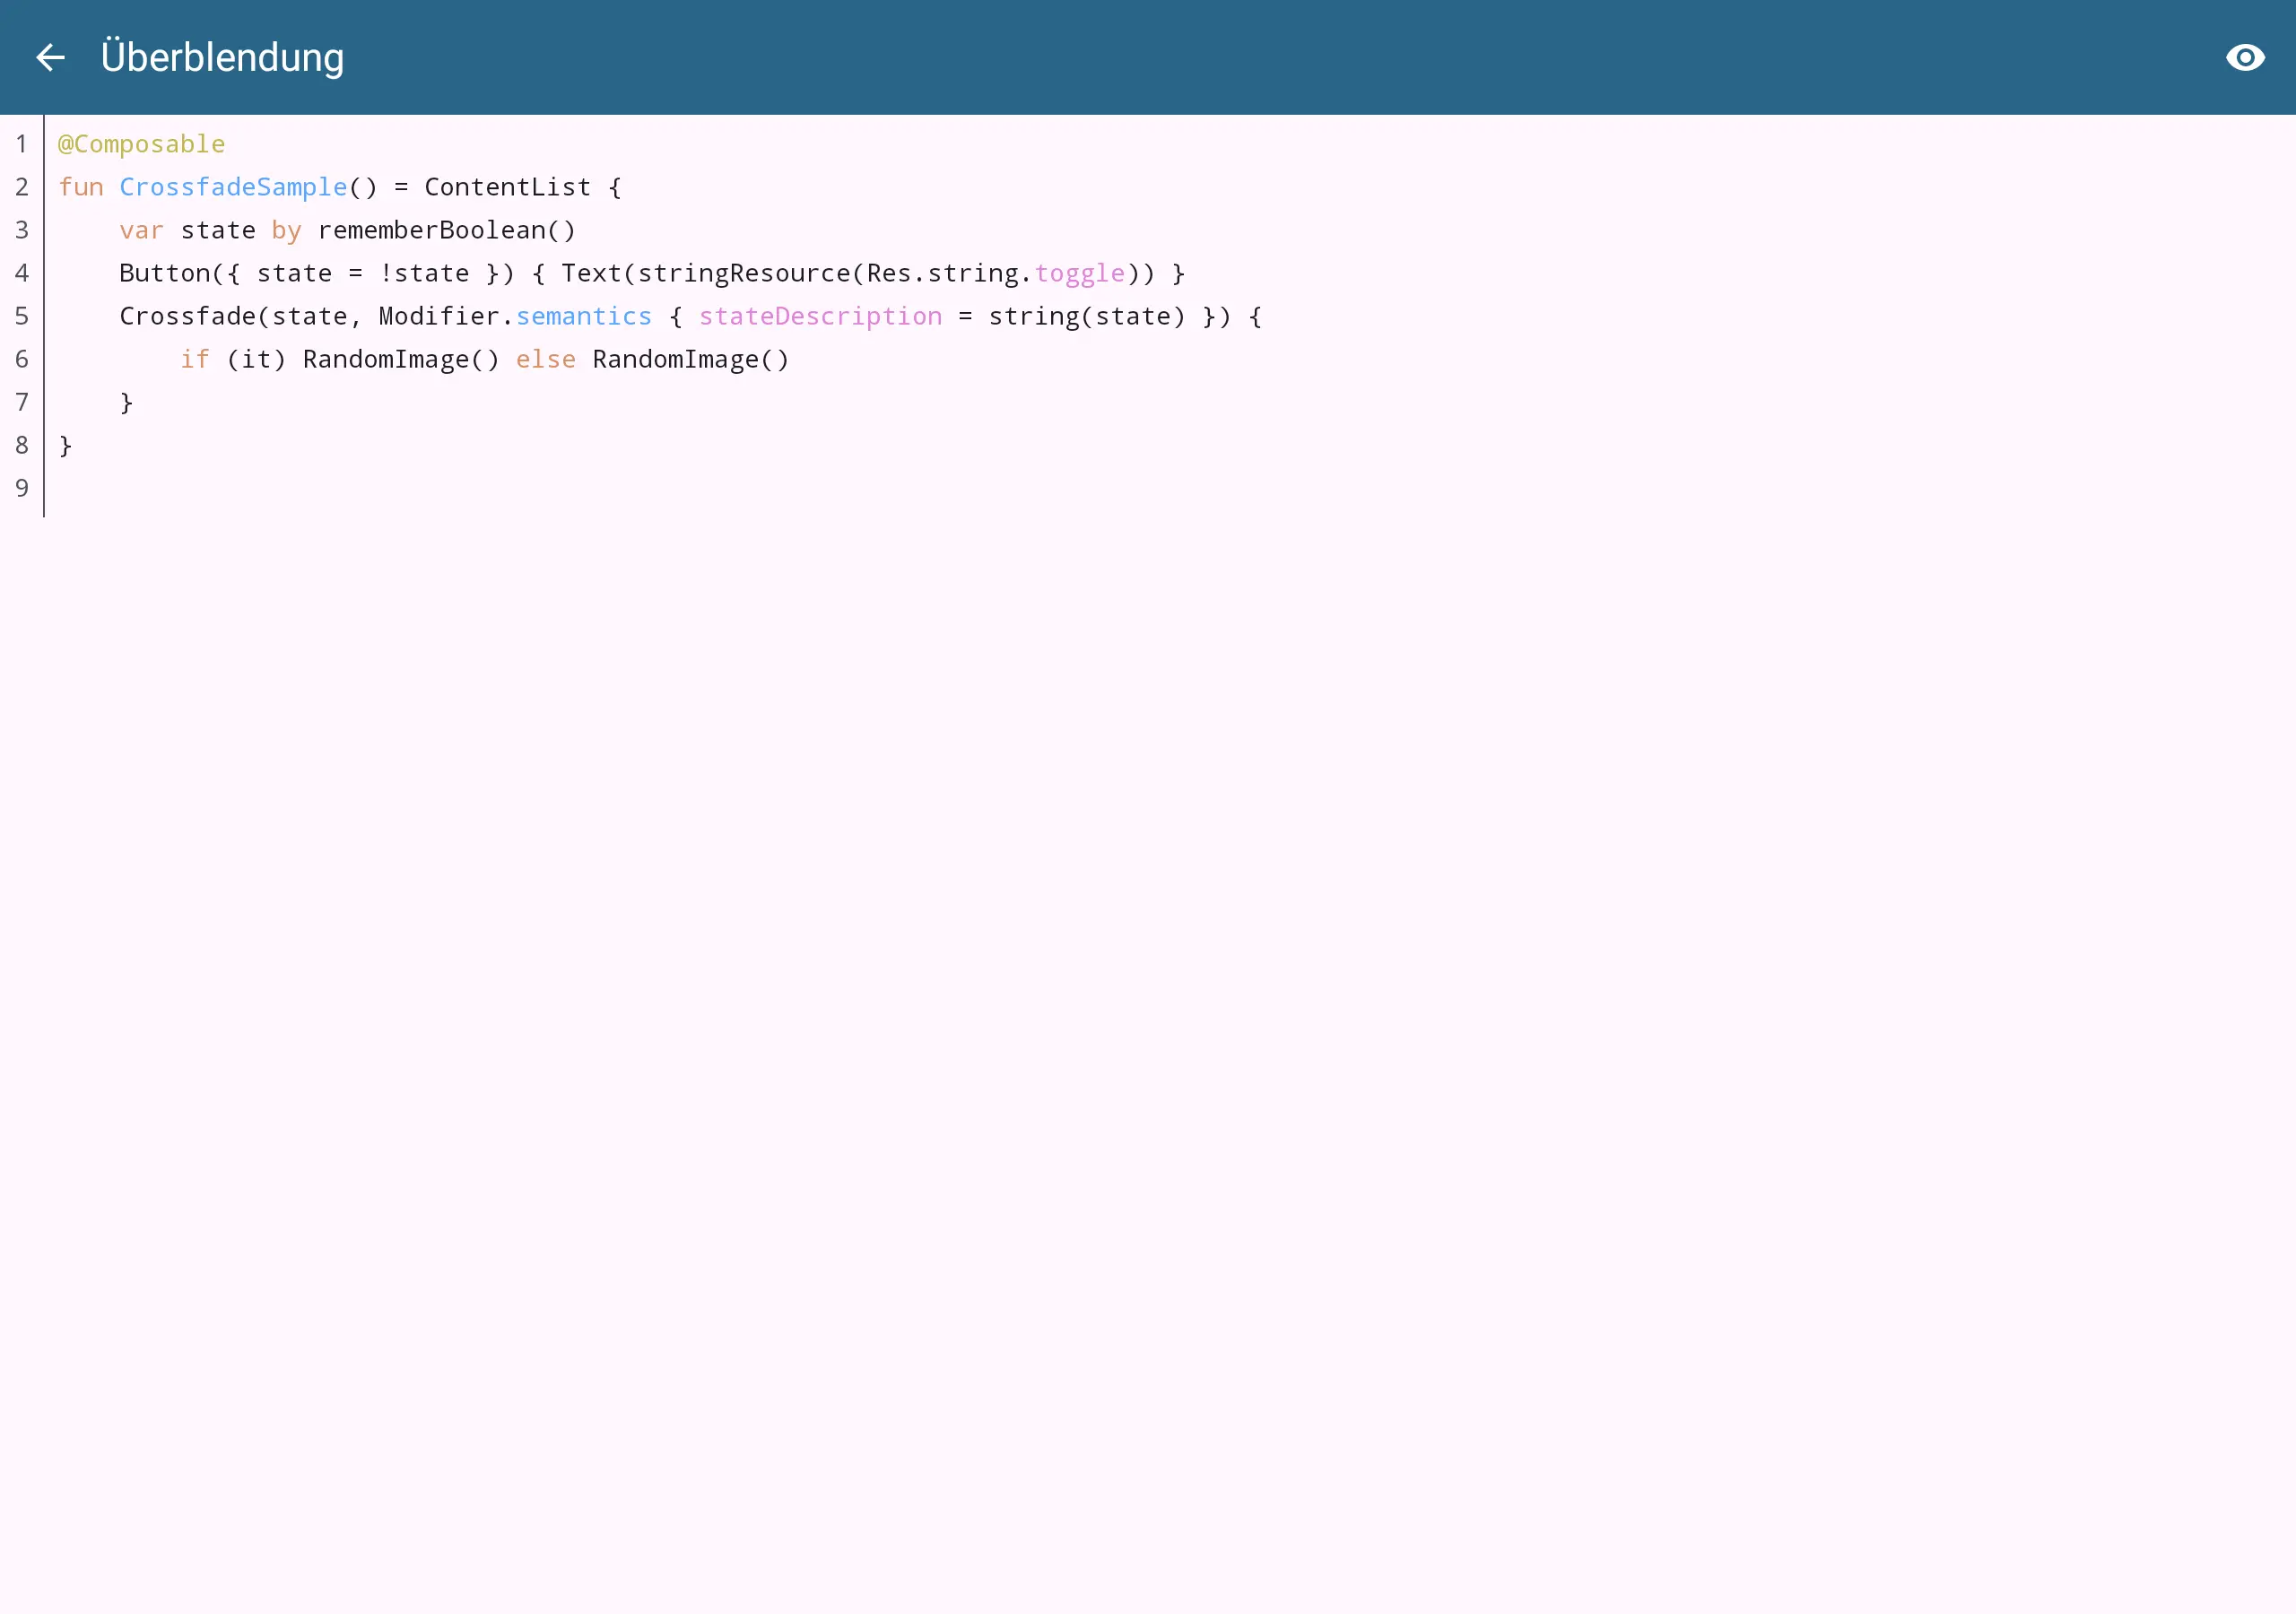 Überblendung
1 @Composable
2 fun CrossfadeSample() = ContentList {
3     var state by rememberBoolean()
4     Button({ state = !state }) { Text(stringResource(Res.string.toggle)) }
5     Crossfade(state, Modifier.semantics { stateDescription = string(state) }) {
6         if (it) RandomImage() else RandomImage()
7     }
8 }
9